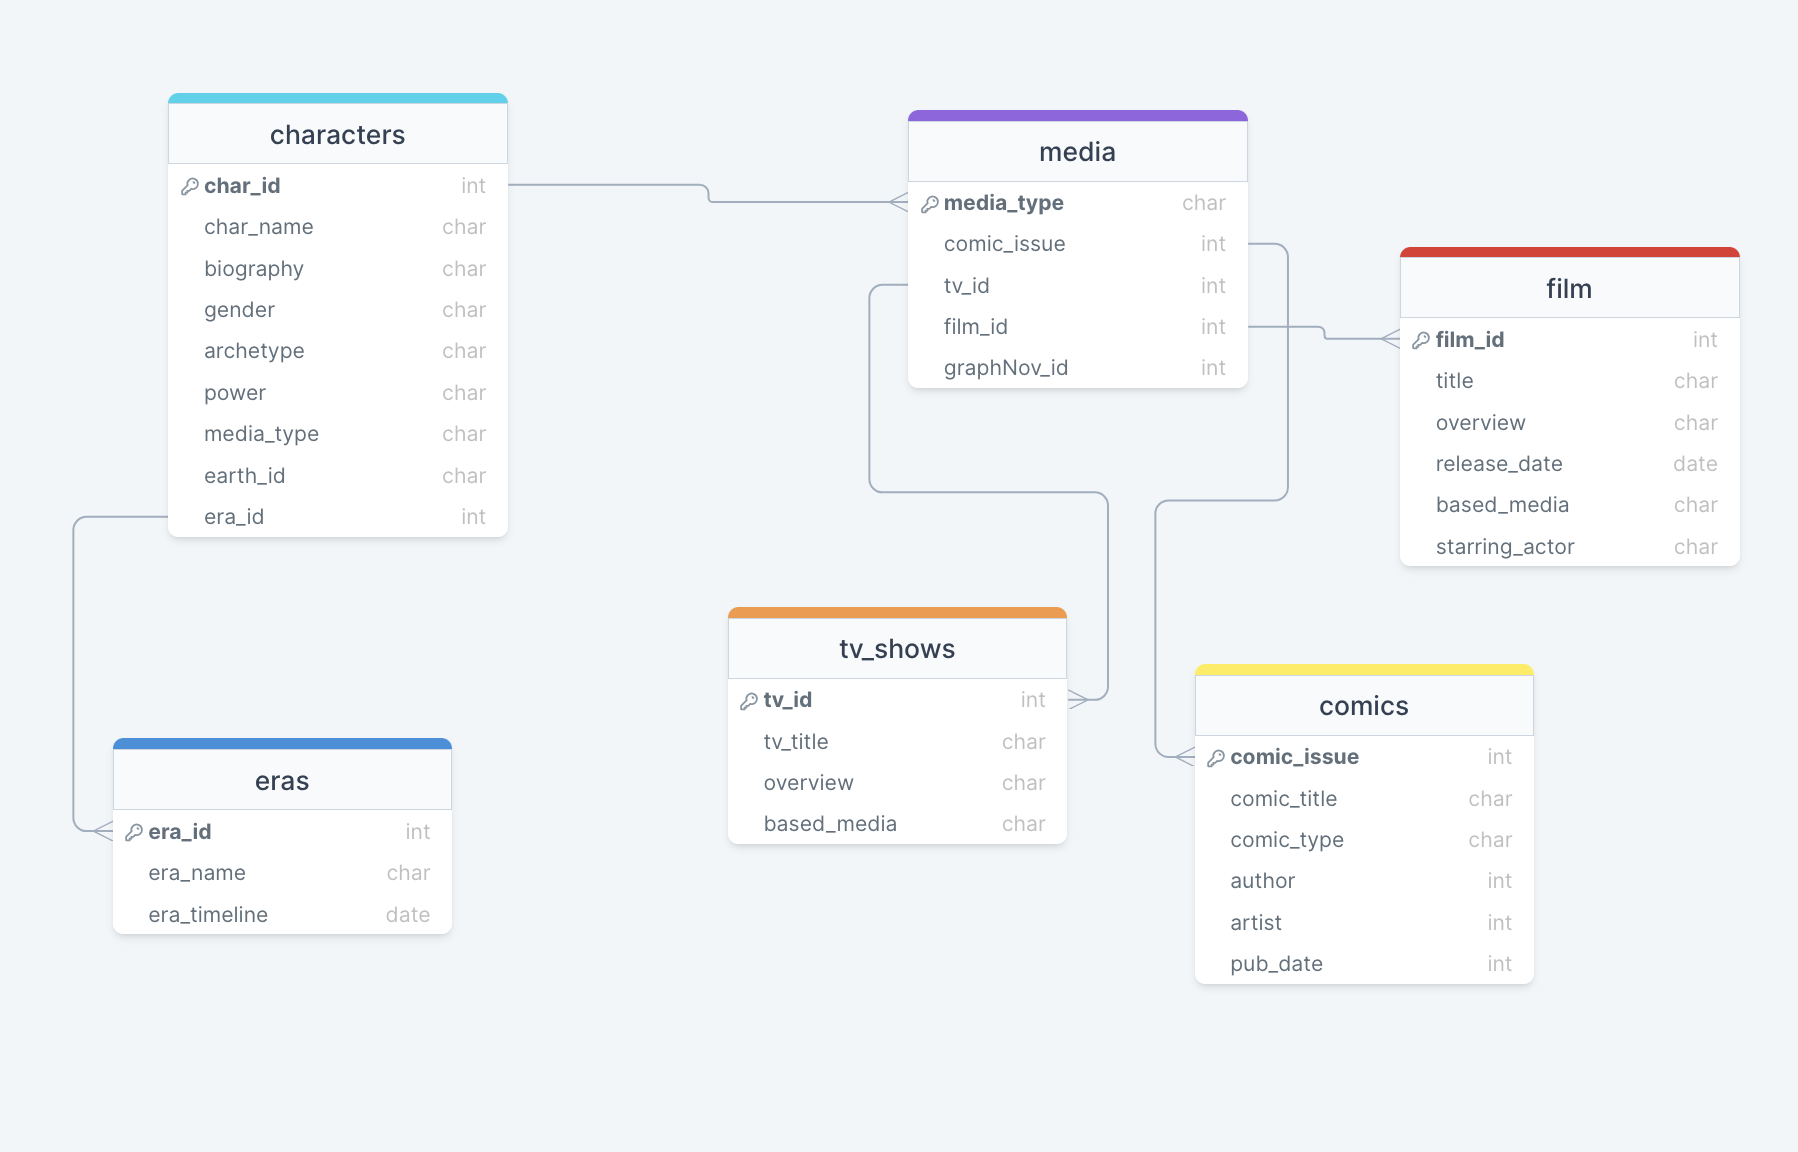 characters
char_id int
char_name char
biography char
gender char
archetype char
power char
media_type char
earth_id char
era_id int
media
media_type char
comic_issue int
tv_id int
film_id int
graphNov_id int
film
film_id int
title char
overview char
release_date date
based_media char
starring_actor char
tv_shows
tv_id int
tv_title char
overview char
based_media char
comics
comic_issue int
comic_title char
comic_type char
author int
artist int
pub_date int
eras
era_id int
era_name char
era_timeline date